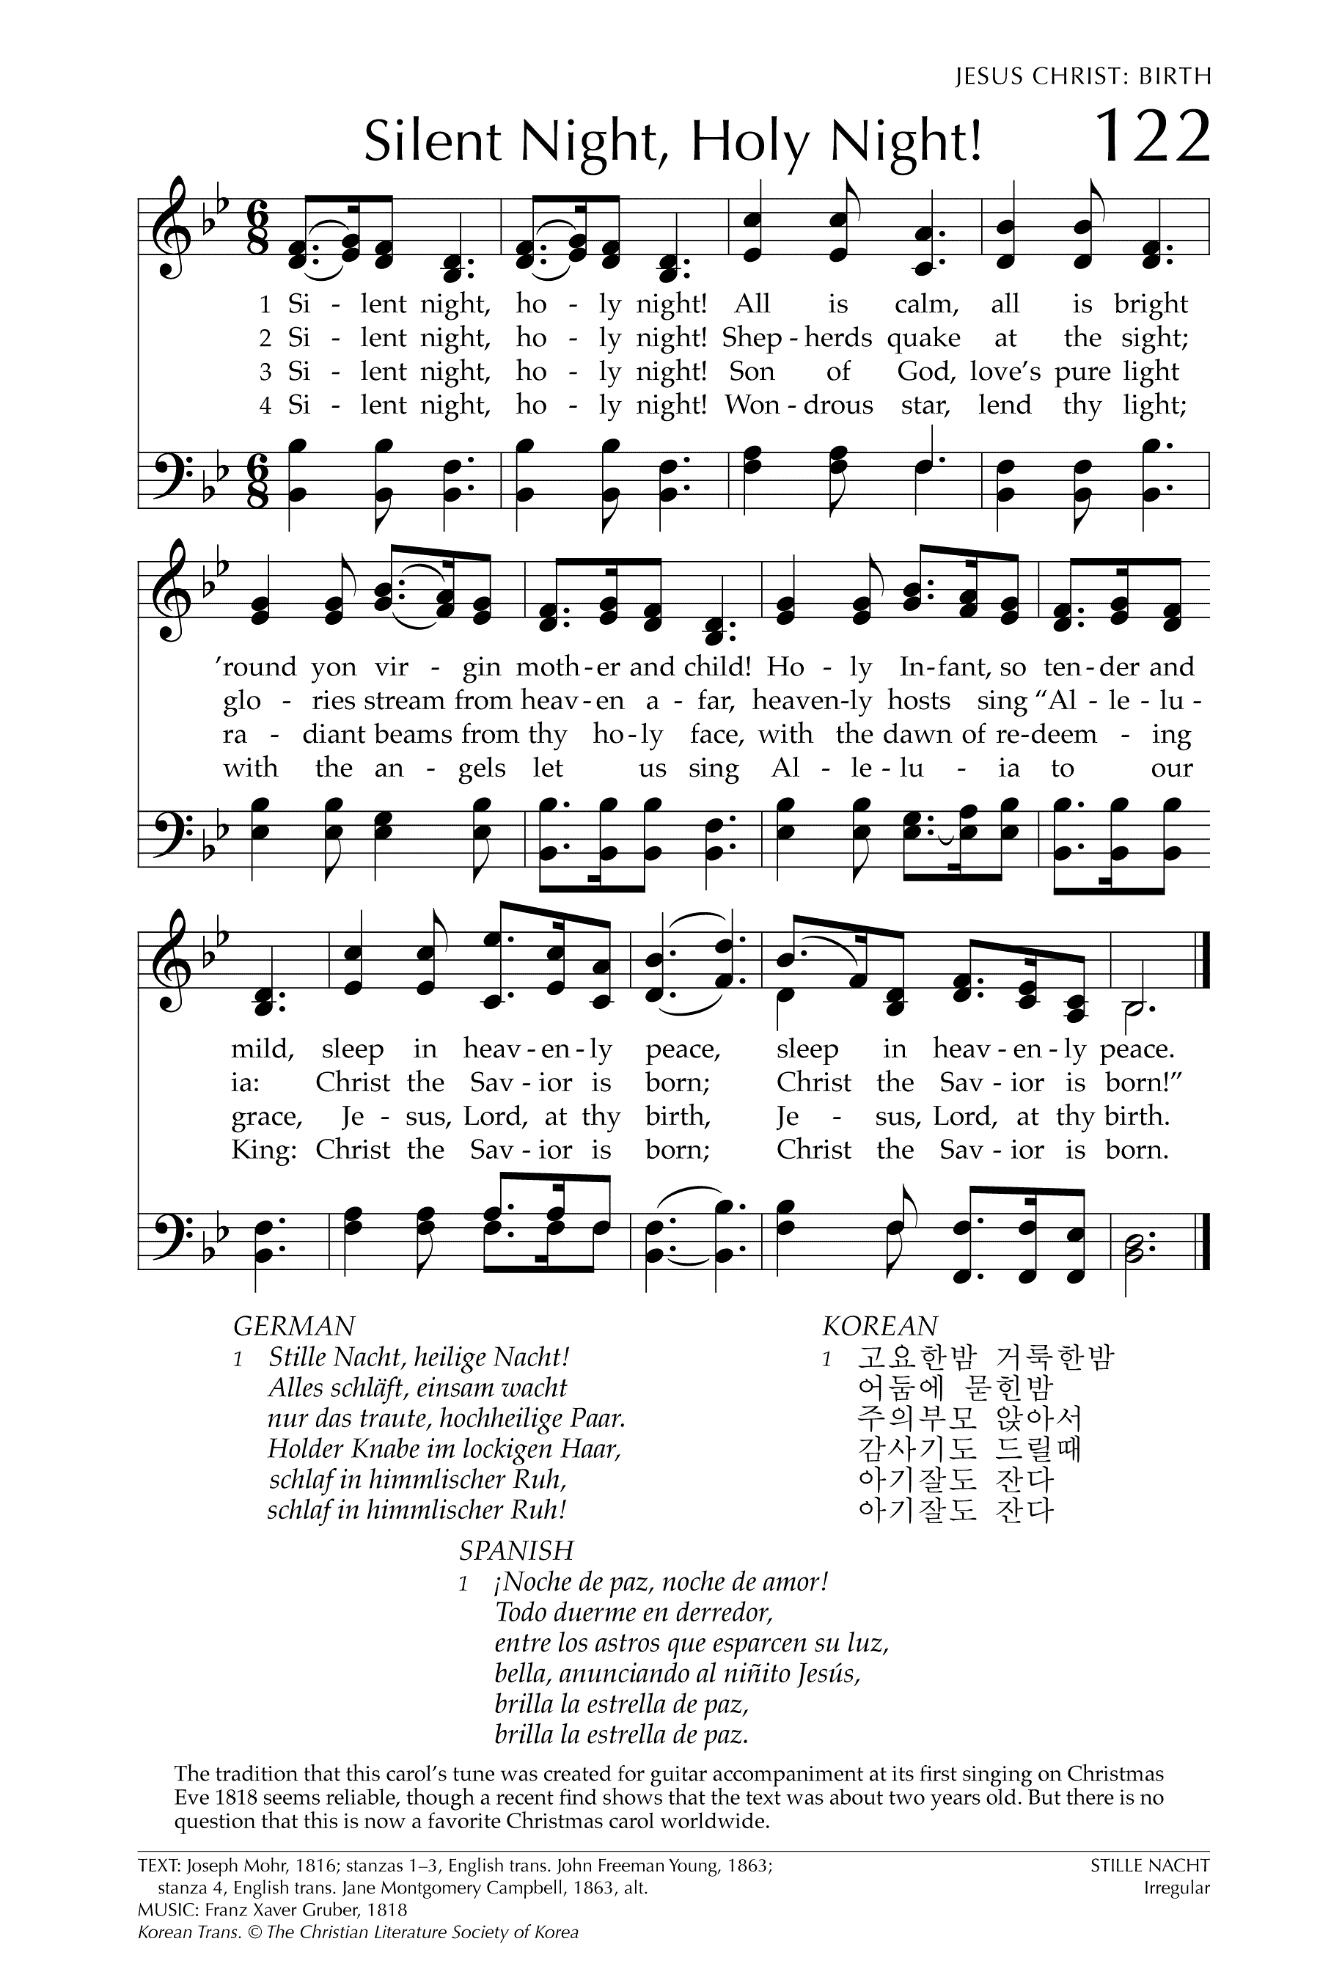 JESUS CHRIST: BIRTH
Silent Night, Holy Night! 122
1 Si - lent night, ho - ly night! All is calm, all is bright
2 Si - lent night, ho - ly night! Shep - herds quake at the sight;
3 Si - lent night, ho - ly night! Son of God, love’s pure light
4 Si - lent night, ho - ly night! Won - drous star, lend thy light;
’round yon vir - gin moth - er and child! Ho - ly In - fant, so ten - der and
glo - ries stream from heav - en a - far, heaven-ly hosts sing “Al - le - lu -
ra - diant beams from thy ho - ly face, with the dawn of re-deem - ing
with the an - gels let us sing Al - le - lu - ia to our
mild, sleep in heav - en - ly peace, sleep in heav - en - ly peace.
ia: Christ the Sav - ior is born; Christ the Sav - ior is born!”
grace, Je - sus, Lord, at thy birth, Je - sus, Lord, at thy birth.
King: Christ the Sav - ior is born; Christ the Sav - ior is born.
GERMAN
1 Stille Nacht, heilige Nacht!
Alles schläft, einsam wacht
nur das traute, hochheilige Paar.
Holder Knabe im lockigen Haar,
schlaf in himmlischer Ruh,
schlaf in himmlischer Ruh!
KOREAN
1 고요한밤 거룩한밤
어둠에 묻힌밤
주의부모 앉아서
감사기도 드릴때
아기잘도 잔다
아기잘도 잔다
SPANISH
1 ¡Noche de paz, noche de amor!
Todo duerme en derredor,
entre los astros que esparcen su luz,
bella, anunciando al niñito Jesús,
brilla la estrella de paz,
brilla la estrella de paz.
The tradition that this carol’s tune was created for guitar accompaniment at its first singing on Christmas
Eve 1818 seems reliable, though a recent find shows that the text was about two years old. But there is no
question that this is now a favorite Christmas carol worldwide.
TEXT: Joseph Mohr, 1816; stanzas 1–3, English trans. John Freeman Young, 1863;
stanza 4, English trans. Jane Montgomery Campbell, 1863, alt.
MUSIC: Franz Xaver Gruber, 1818
Korean Trans. © The Christian Literature Society of Korea
STILLE NACHT
Irregular